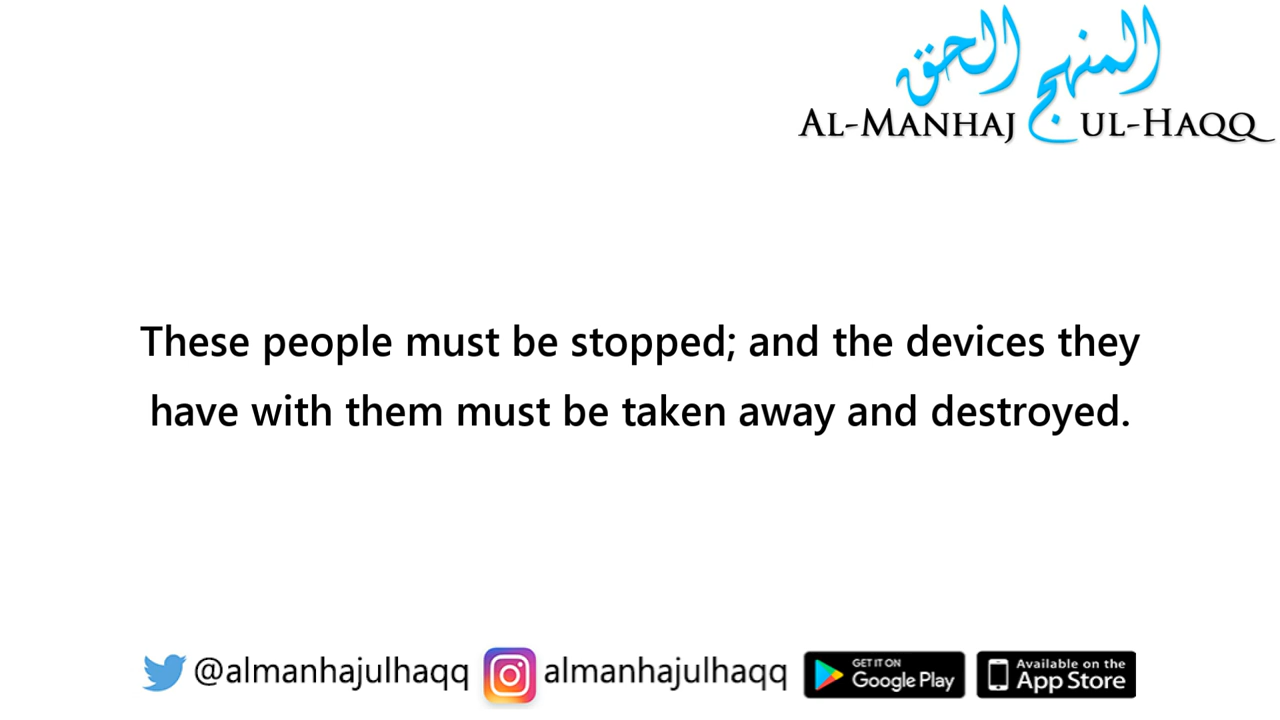 المنهج الحق
AL-MANHAJ UL-HAQQ
These people must be stopped; and the devices they
have with them must be taken away and destroyed.
@almanhajulhaqq almanhajulhaqq GET IT ON Google Play Available on the App Store